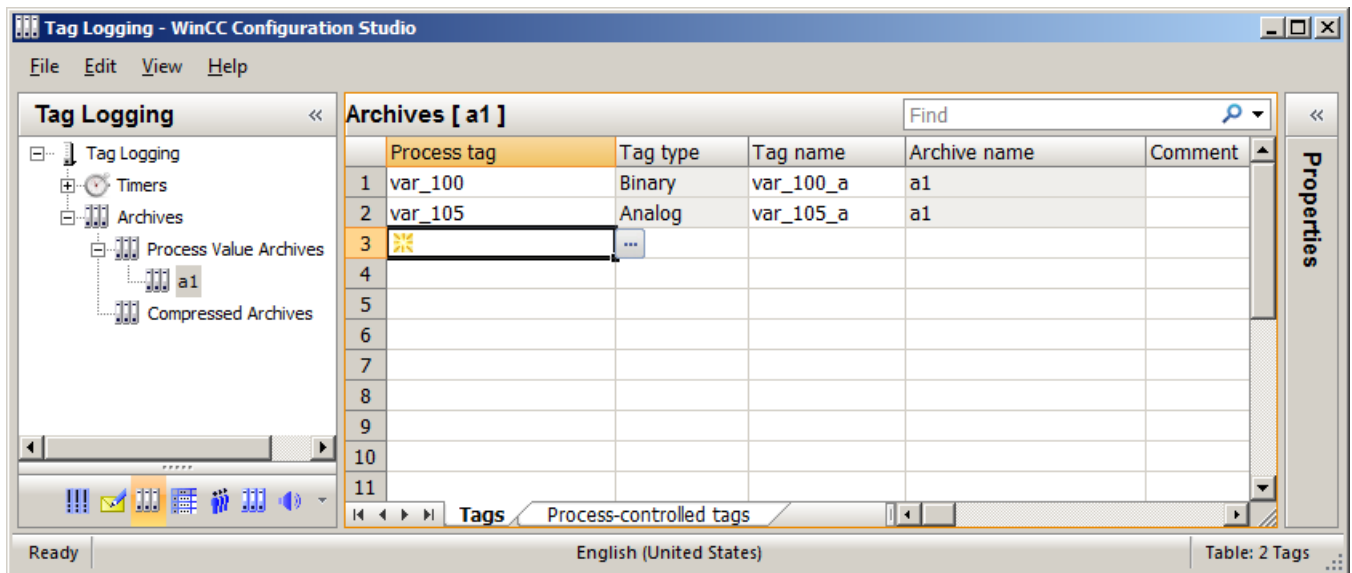 Tag Logging - WinCC Configuration Studio
File Edit View Help
Tag Logging «
Tag Logging
Timers
Archives
Process Value Archives
a1
Compressed Archives
Archives [ a1 ]
Find
Process tag Tag type Tag name Archive name Comment
1 var_100 Binary var_100_a a1
2 var_105 Analog var_105_a a1
3 ...
4
5
6
7
8
9
10
11
Tags Process-controlled tags
«
Properties
Ready English (United States) Table: 2 Tags